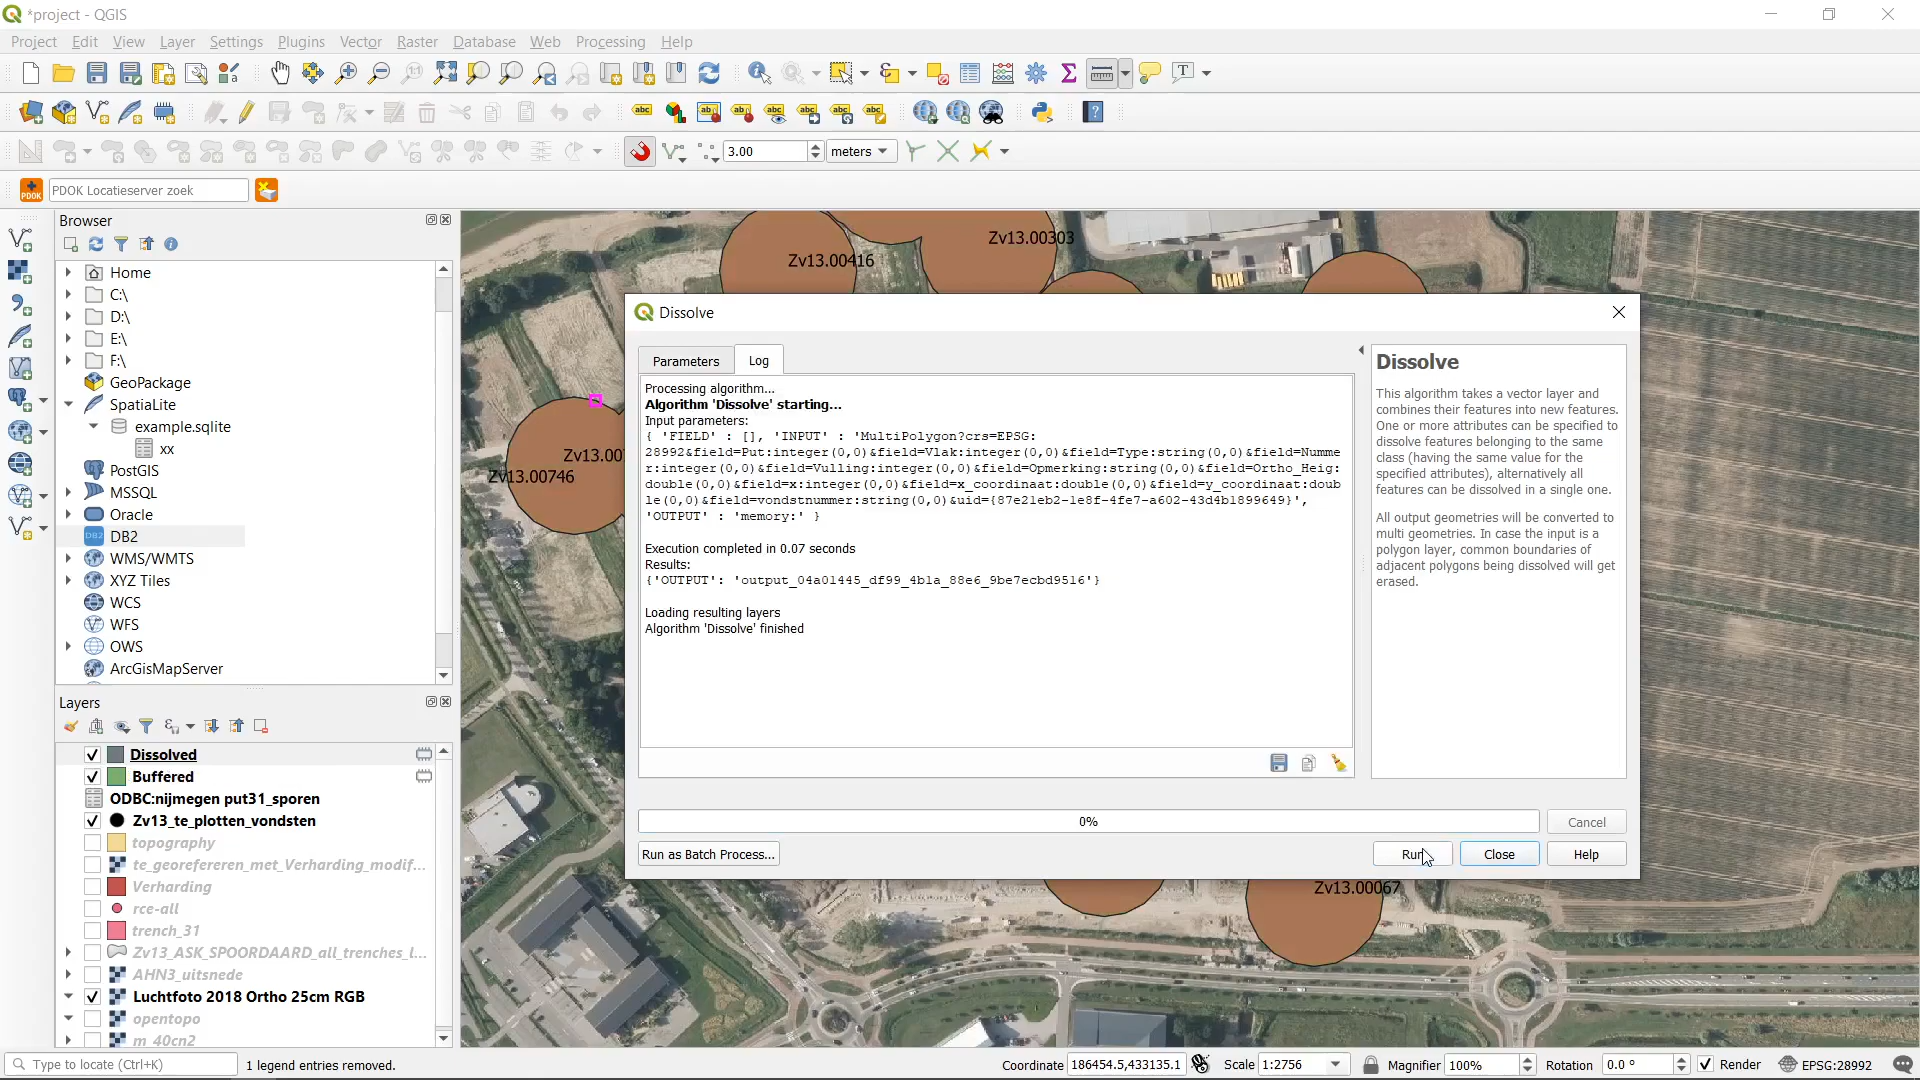 *project - QGIS
Project Edit View Layer Settings Plugins Vector Raster Database Web Processing Help
3.00 meters
PDOK Locatieserver zoek
Browser
Home
C:\
D:\
E:\
F:\
GeoPackage
SpatiaLite
example.sqlite
xx
PostGIS
MSSQL
Oracle
DB2
WMS/WMTS
XYZ Tiles
WCS
WFS
OWS
ArcGisMapServer
Layers
Dissolved
Buffered
ODBC:nijmegen put31_sporen
Zv13_te_plotten_vondsten
topography
te_georefereren_met_Verharding_modif...
Verharding
rce-all
trench_31
Zv13_ASK_SPOORDAARD_all_trenches_l...
AHN3_uitsnede
Luchtfoto 2018 Ortho 25cm RGB
opentopo
m_40cn2
Zv13.00303
Zv13.00416
Zv13.00746
Zv13.00067
Dissolve
Parameters Log
Processing algorithm...
Algorithm 'Dissolve' starting...
Input parameters:
{ 'FIELD' : [], 'INPUT' : 'MultiPolygon?crs=EPSG:
28992&field=Put:integer(0,0)&field=Vlak:integer(0,0)&field=Type:string(0,0)&field=Numme
r:integer(0,0)&field=Vulling:integer(0,0)&field=Opmerking:string(0,0)&field=Ortho_Heig:
double(0,0)&field=x:integer(0,0)&field=x_coordinaat:double(0,0)&field=y_coordinaat:doub
le(0,0)&field=vondstnummer:string(0,0)&uid={87e21eb2-1e8f-4fe7-a602-43d4b1899649}',
'OUTPUT' : 'memory:' }
Execution completed in 0.07 seconds
Results:
{'OUTPUT': 'output_04a01445_df99_4b1a_88e6_9be7ecbd9516'}
Loading resulting layers
Algorithm 'Dissolve' finished
Dissolve
This algorithm takes a vector layer and
combines their features into new features.
One or more attributes can be specified to
dissolve features belonging to the same
class (having the same value for the
specified attributes), alternatively all
features can be dissolved in a single one.
All output geometries will be converted to
multi geometries. In case the input is a
polygon layer, common boundaries of
adjacent polygons being dissolved will get
erased.
0%
Cancel
Run as Batch Process...
Run Close Help
Type to locate (Ctrl+K) 1 legend entries removed. Coordinate 186454.5,433135.1 Scale 1:2756 Magnifier 100% Rotation 0.0 ° Render EPSG:28992